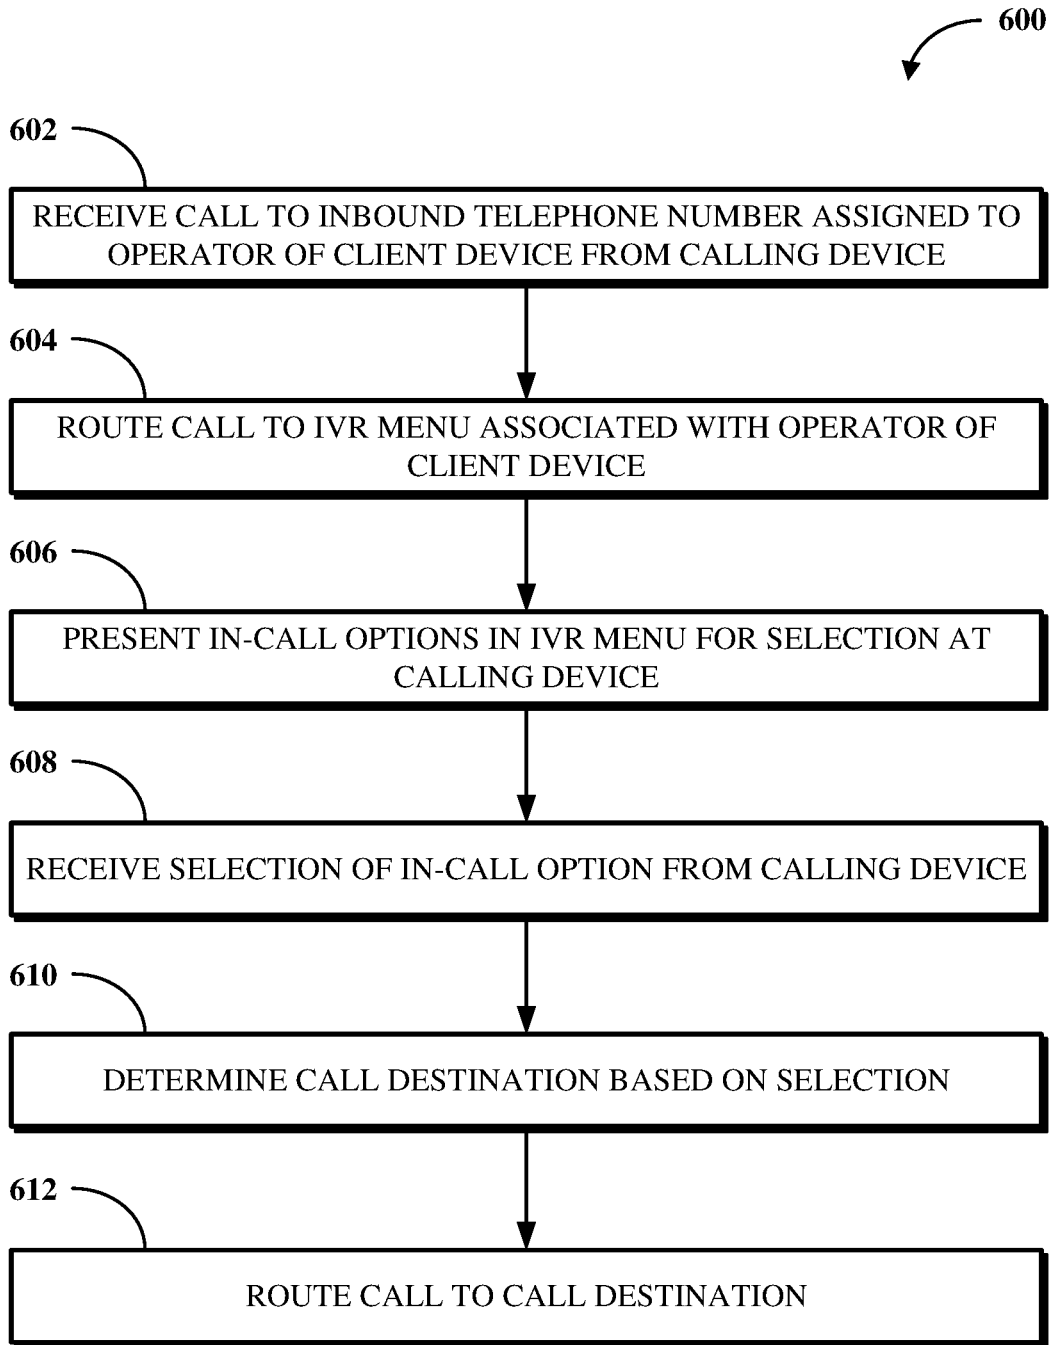 600
602
RECEIVE CALL TO INBOUND TELEPHONE NUMBER ASSIGNED TO
OPERATOR OF CLIENT DEVICE FROM CALLING DEVICE
604
ROUTE CALL TO IVR MENU ASSOCIATED WITH OPERATOR OF
CLIENT DEVICE
606
PRESENT IN-CALL OPTIONS IN IVR MENU FOR SELECTION AT
CALLING DEVICE
608
RECEIVE SELECTION OF IN-CALL OPTION FROM CALLING DEVICE
610
DETERMINE CALL DESTINATION BASED ON SELECTION
612
ROUTE CALL TO CALL DESTINATION